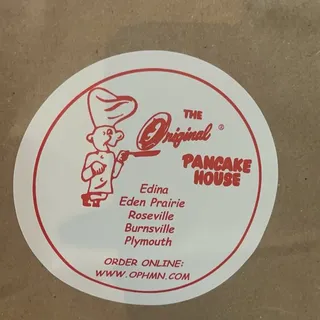 THE
Original ®
PANCAKE
HOUSE
Edina
Eden Prairie
Roseville
Burnsville
Plymouth
ORDER ONLINE:
WWW.OPHMN.COM